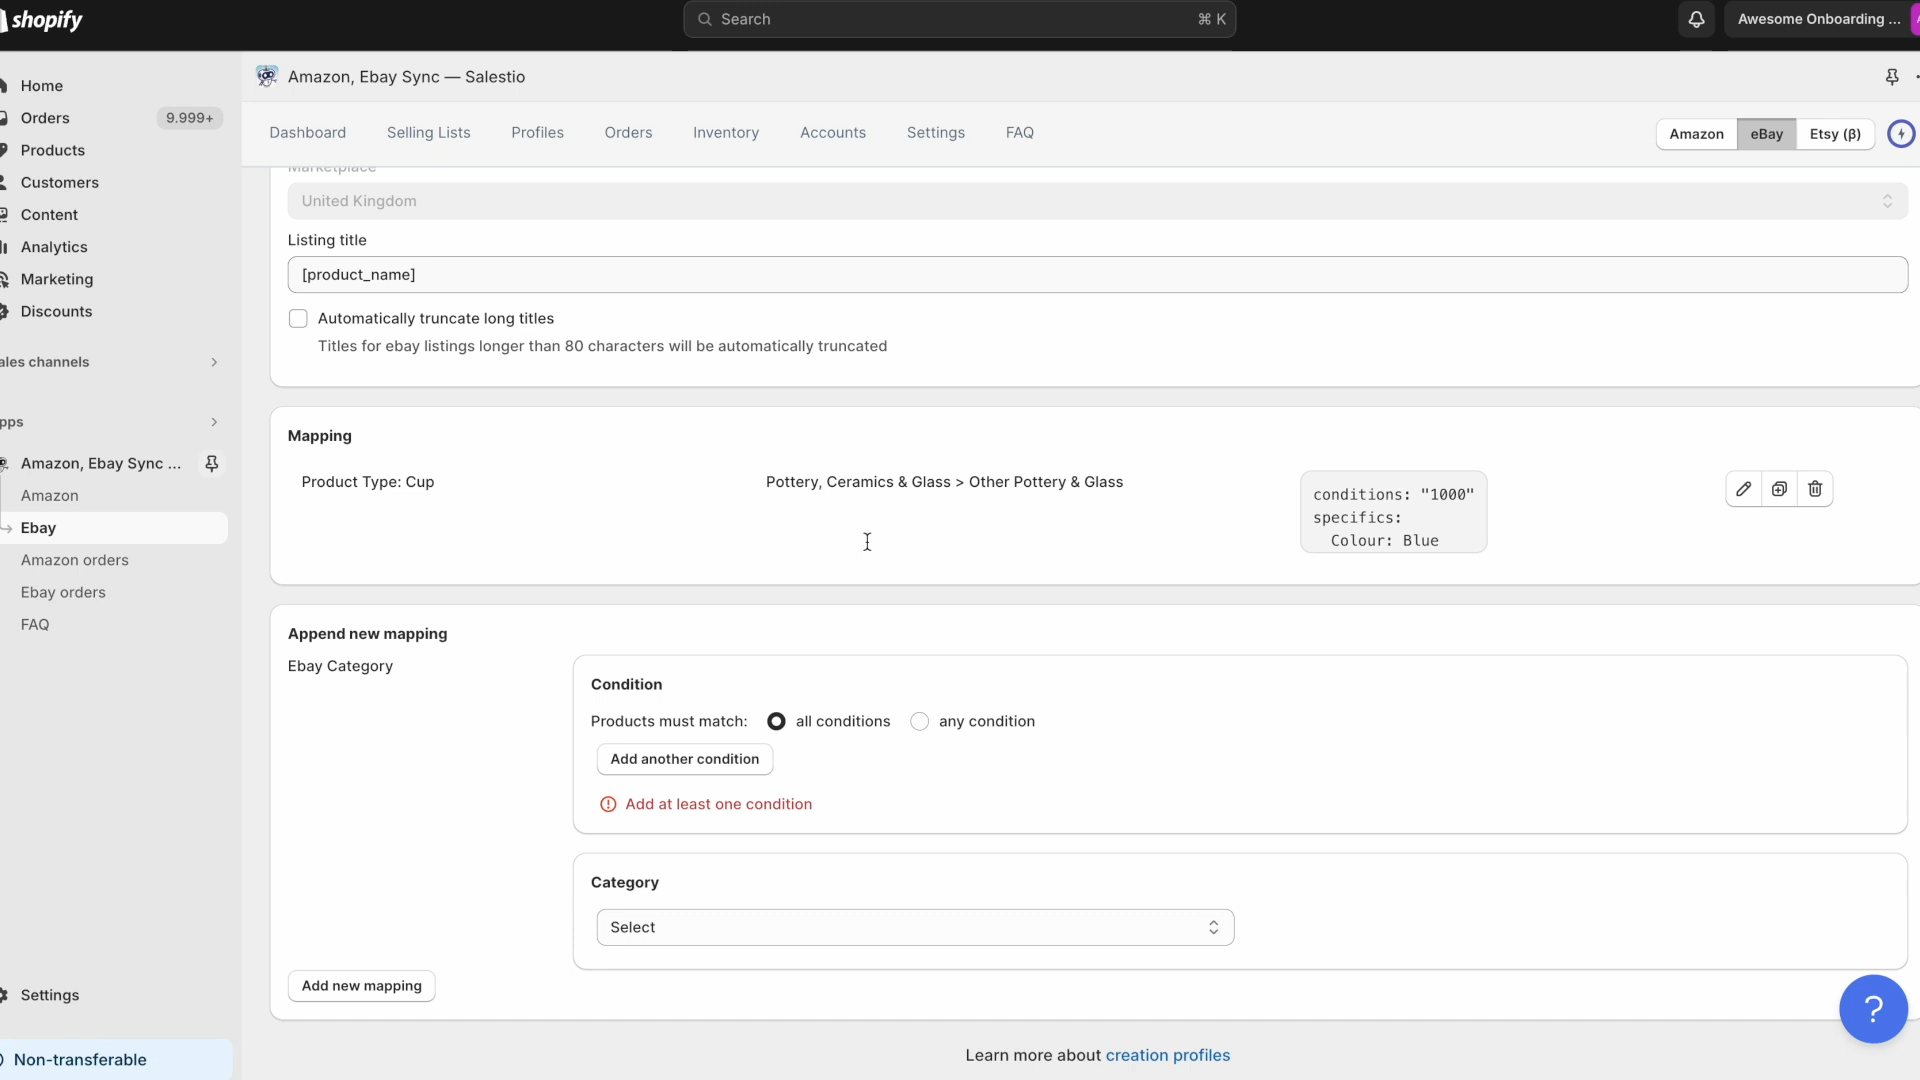 shopify
Search
⌘ K
Awesome Onboarding ...
Home
Orders
9.999+
Products
Customers
Content
Analytics
Marketing
Discounts
ales channels
pps
Amazon, Ebay Sync ...
Amazon
Ebay
Amazon orders
Ebay orders
FAQ
Settings
Non-transferable
Amazon, Ebay Sync — Salestio
Dashboard
Selling Lists
Profiles
Orders
Inventory
Accounts
Settings
FAQ
Amazon
eBay
Etsy (β)
Marketplace
United Kingdom
Listing title
[product_name]
Automatically truncate long titles
Titles for ebay listings longer than 80 characters will be automatically truncated
Mapping
Product Type: Cup
Pottery, Ceramics & Glass > Other Pottery & Glass
conditions: "1000"
specifics:
Colour: Blue
Append new mapping
Ebay Category
Condition
Products must match:
all conditions
any condition
Add another condition
Add at least one condition
Category
Select
Add new mapping
?
Learn more about creation profiles